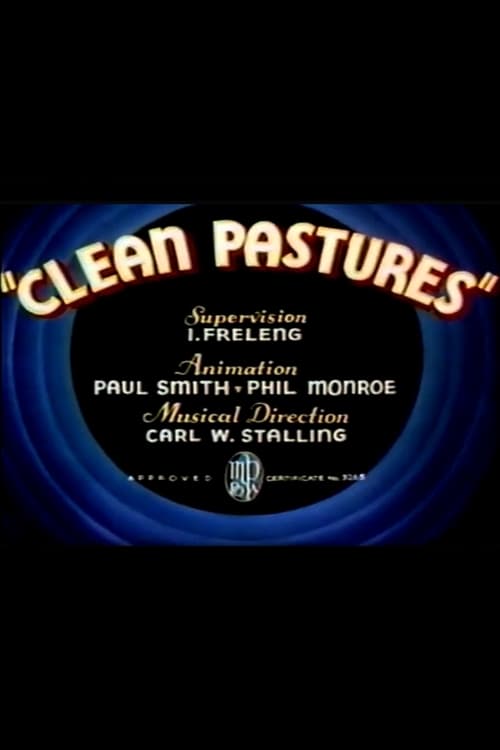 "CLEAN PASTURES"
Supervision
I. FRELENG
Animation
PAUL SMITH · PHIL MONROE
Musical Direction
CARL W. STALLING
APPROVED CERTIFICATE No.